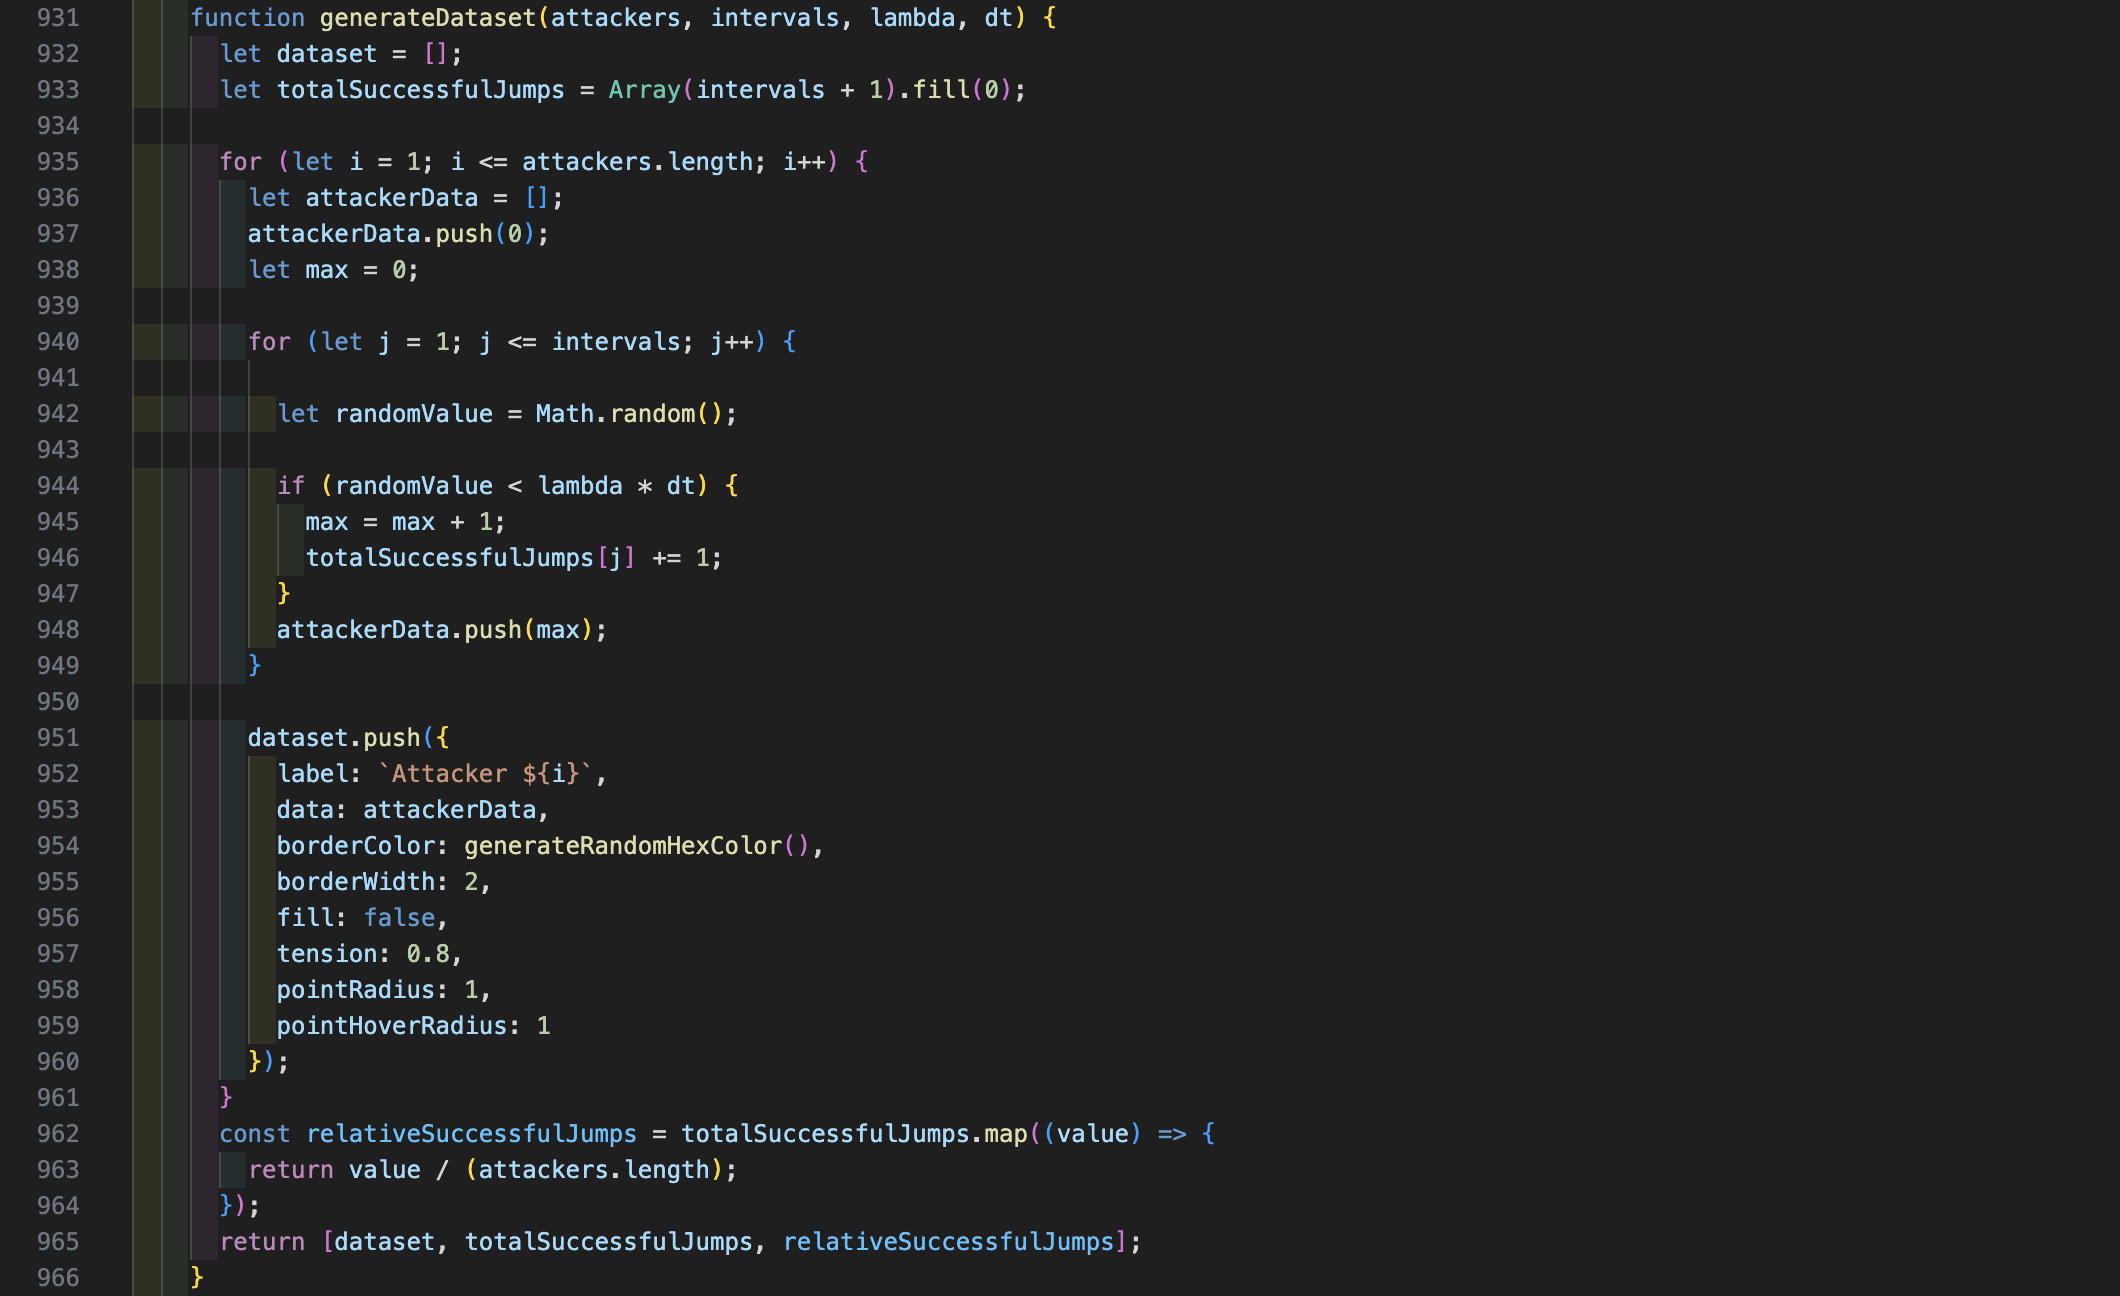 931 function generateDataset(attackers, intervals, lambda, dt) {
932 let dataset = [];
933 let totalSuccessfulJumps = Array(intervals + 1).fill(0);
934
935 for (let i = 1; i <= attackers.length; i++) {
936 let attackerData = [];
937 attackerData.push(0);
938 let max = 0;
939
940 for (let j = 1; j <= intervals; j++) {
941
942 let randomValue = Math.random();
943
944 if (randomValue < lambda * dt) {
945 max = max + 1;
946 totalSuccessfulJumps[j] += 1;
947 }
948 attackerData.push(max);
949 }
950
951 dataset.push({
952 label: `Attacker ${i}`,
953 data: attackerData,
954 borderColor: generateRandomHexColor(),
955 borderWidth: 2,
956 fill: false,
957 tension: 0.8,
958 pointRadius: 1,
959 pointHoverRadius: 1
960 });
961 }
962 const relativeSuccessfulJumps = totalSuccessfulJumps.map((value) => {
963 return value / (attackers.length);
964 });
965 return [dataset, totalSuccessfulJumps, relativeSuccessfulJumps];
966 }